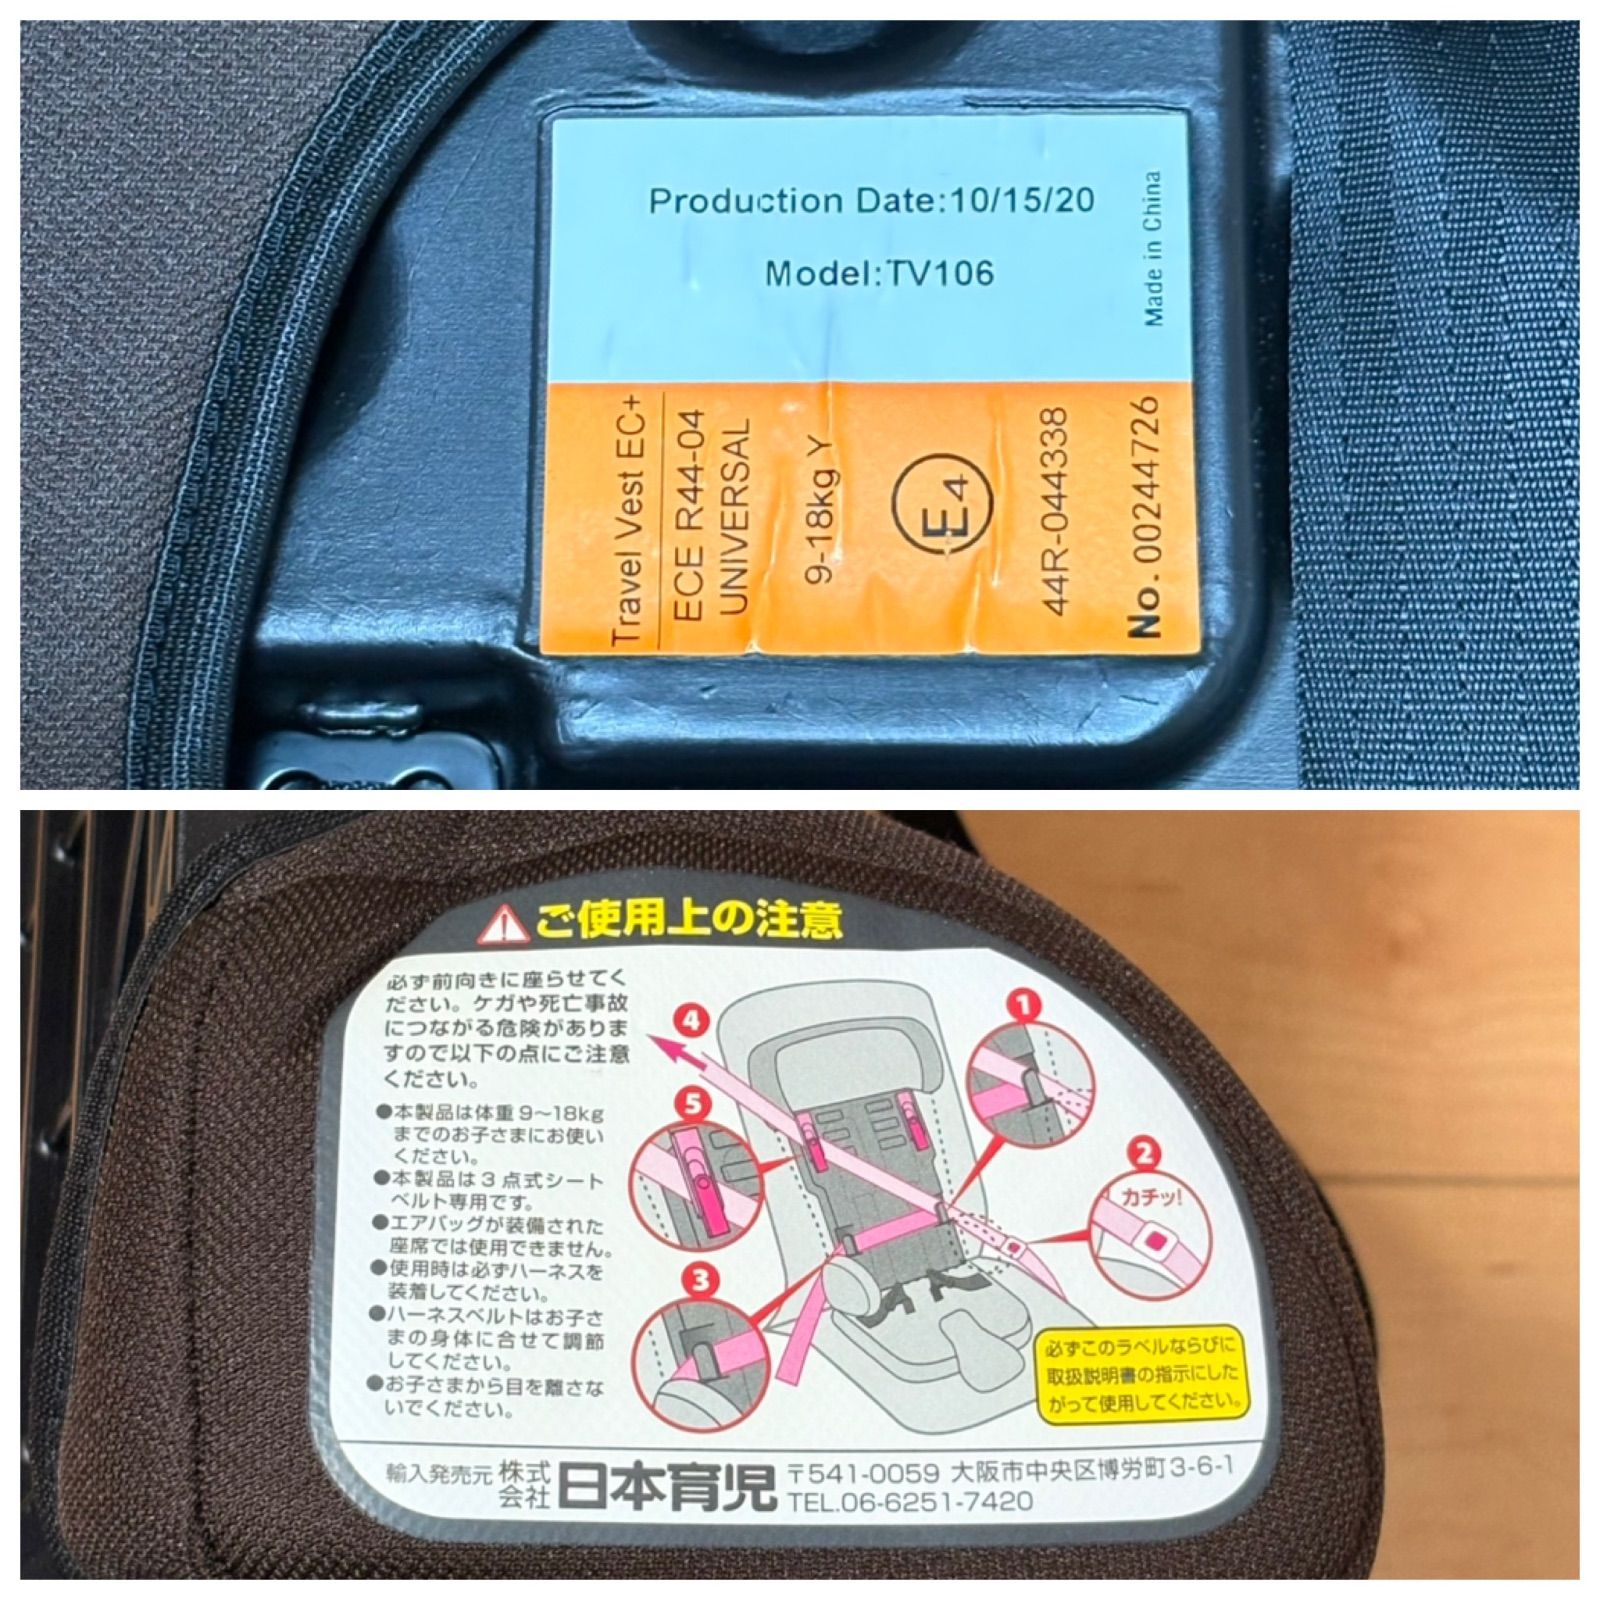 Production Date:10/15/20
Model:TV106
Made in China
Travel Vest EC+
ECE R44-04
UNIVERSAL
9-18kg Y
E4
44R-044338
No. 00244726
ご使用上の注意
必ず前向きに座らせてく
ださい。ケガや死亡事故
につながる危険がありま
すので以下の点にご注意
ください。
●本製品は体重9～18kg
までのお子さまにお使い
ください。
●本製品は3点式シート
ベルト専用です。
●エアバッグが装備された
座席では使用できません。
●使用時は必ずハーネスを
装着してください。
●ハーネスベルトはお子さ
まの身体に合せて調節
してください。
●お子さまから目を離さな
いでください。
4
1
5
2
カチッ!
3
必ずこのラベルならびに
取扱説明書の指示にした
がって使用してください。
輸入発売元 株式会社 日本育児 〒541-0059 大阪市中央区博労町3-6-1
TEL.06-6251-7420